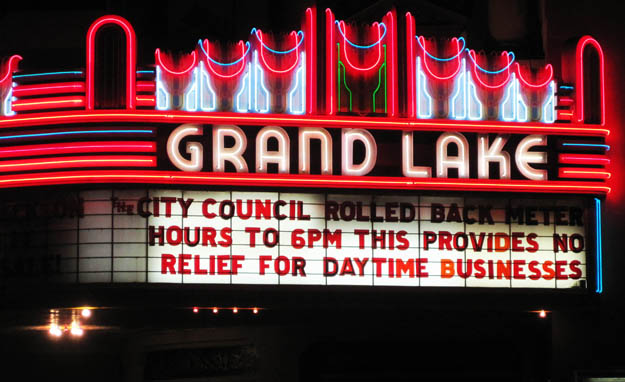 GRAND LAKE
THE CITY COUNCIL ROLLED BACK METER
HOURS TO 6PM THIS PROVIDES NO
RELIEF FOR DAYTIME BUSINESSES